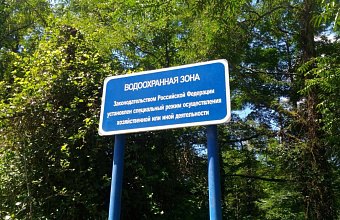 ВОДООХРАННАЯ ЗОНА
Законодательством Российской Федерации
установлен специальный режим осуществления
хозяйственной или иной деятельности